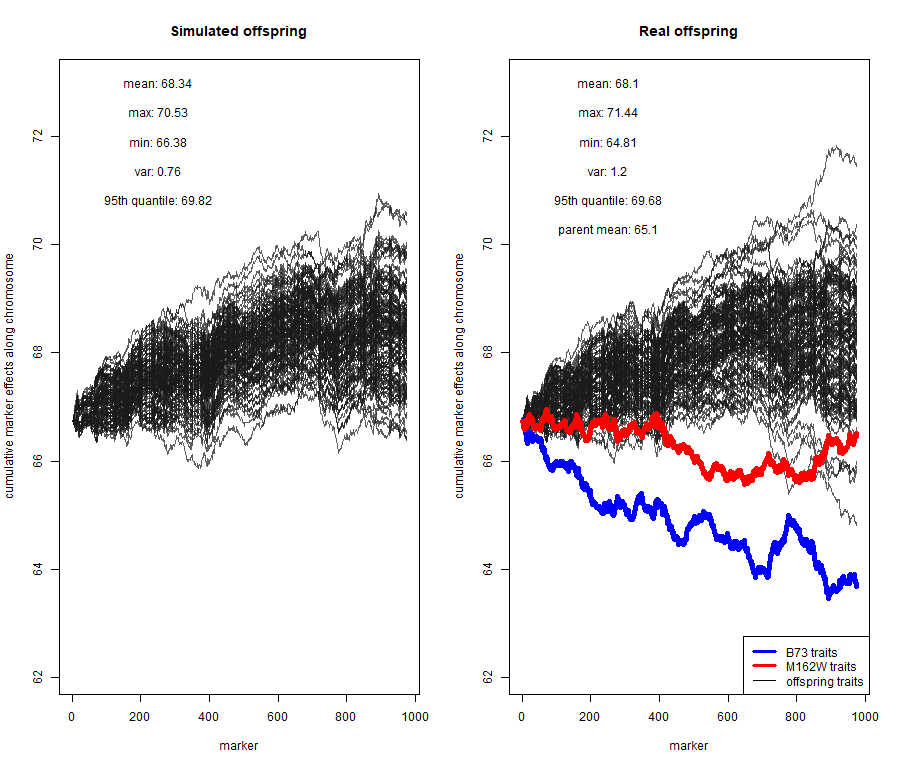 Simulated offspring
mean: 68.34
max: 70.53
min: 66.38
var: 0.76
95th quantile: 69.82
cumulative marker effects along chromosome
72
70
68
66
64
62
0 200 400 600 800 1000
marker
Real offspring
mean: 68.1
max: 71.44
min: 64.81
var: 1.2
95th quantile: 69.68
parent mean: 65.1
cumulative marker effects along chromosome
72
70
68
66
64
62
B73 traits
M162W traits
offspring traits
0 200 400 600 800 1000
marker